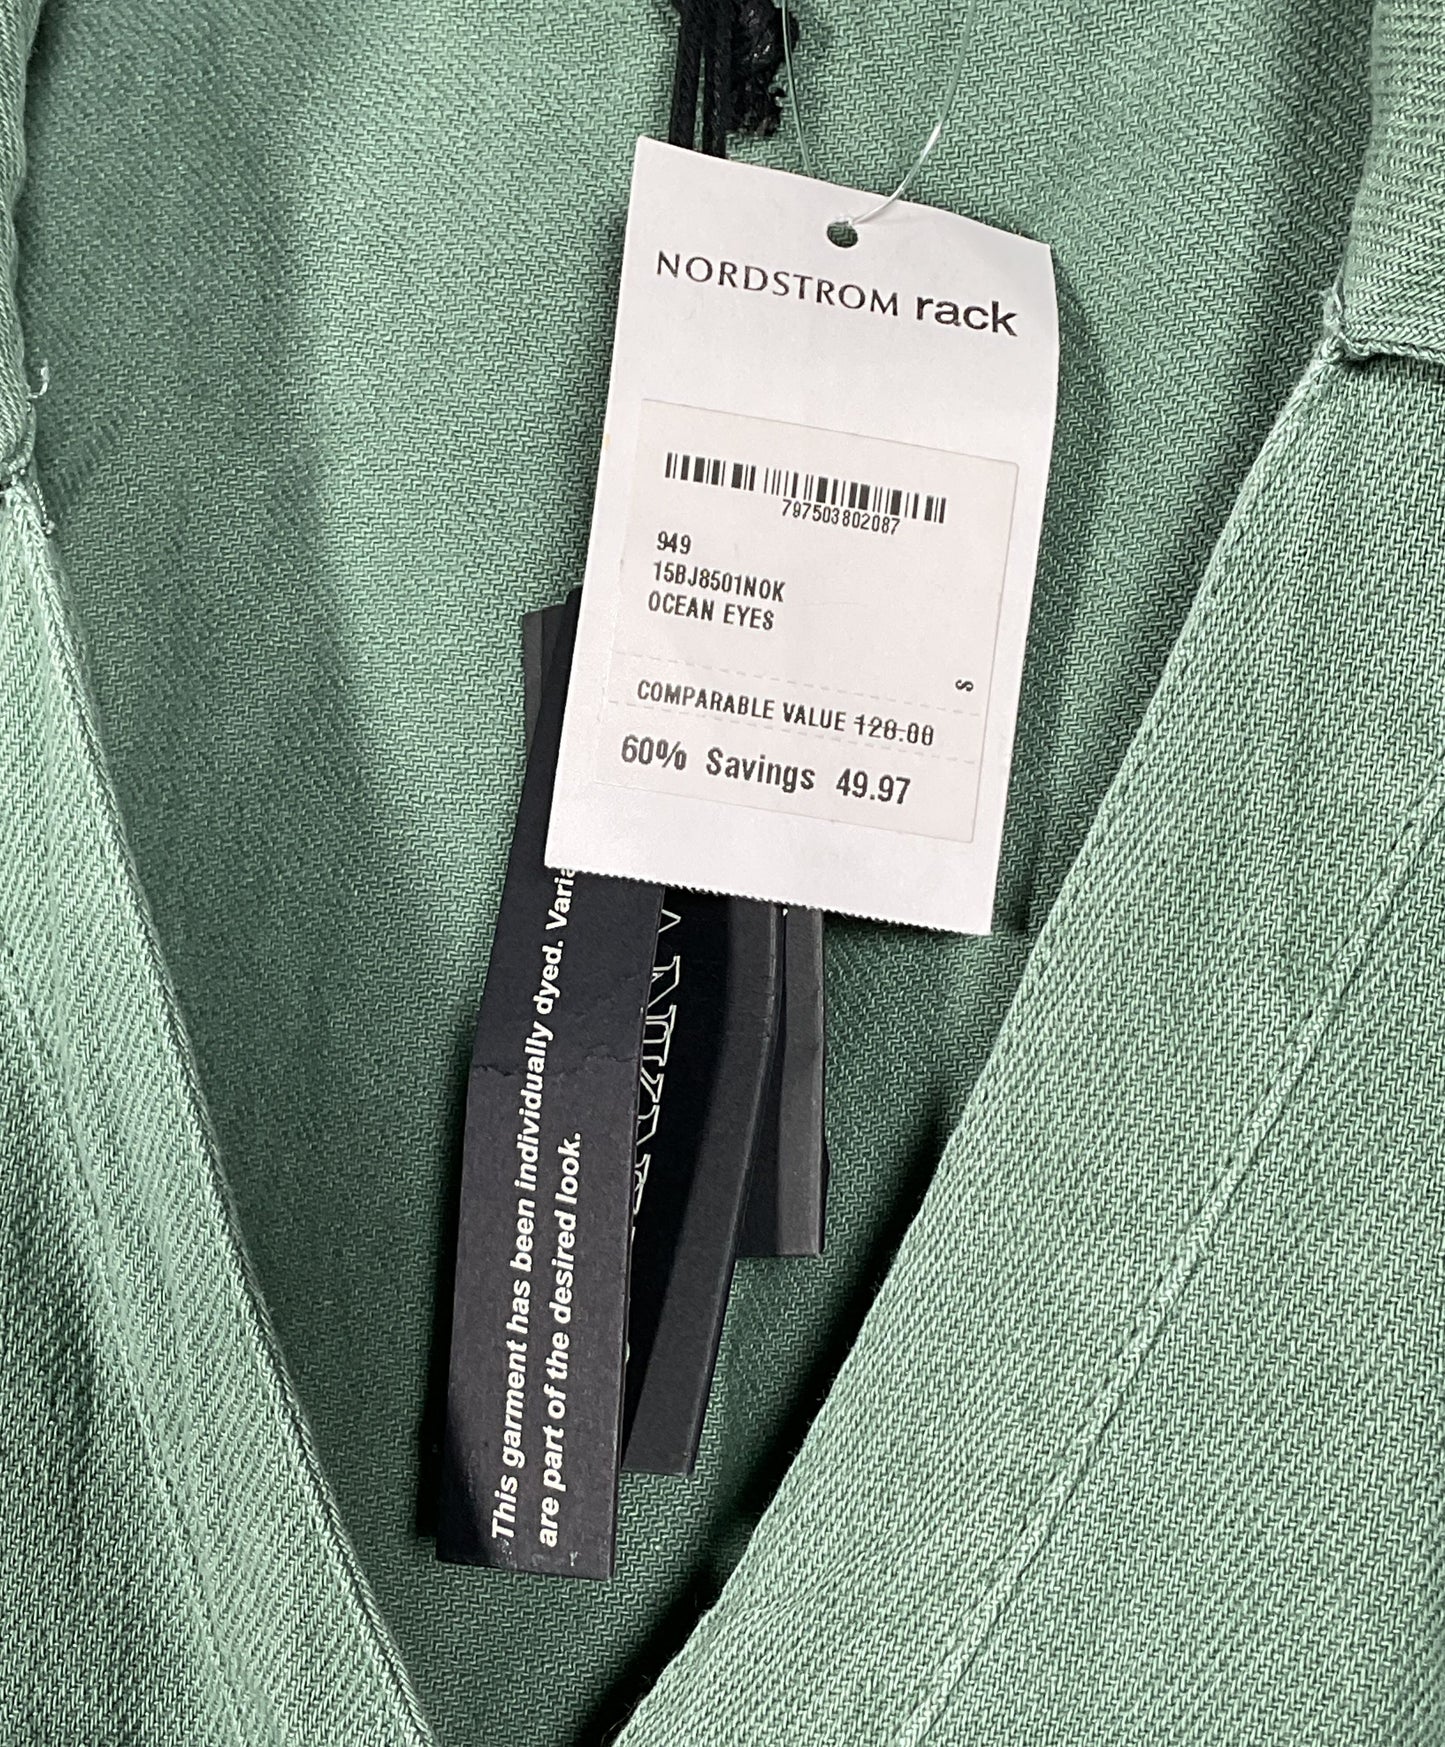 NORDSTROM rack
797503802087
949
15BJ8501NOK
OCEAN EYES
S
COMPARABLE VALUE 128.00
60% Savings 49.97
This garment has been individually dyed.
are part of the desired look.